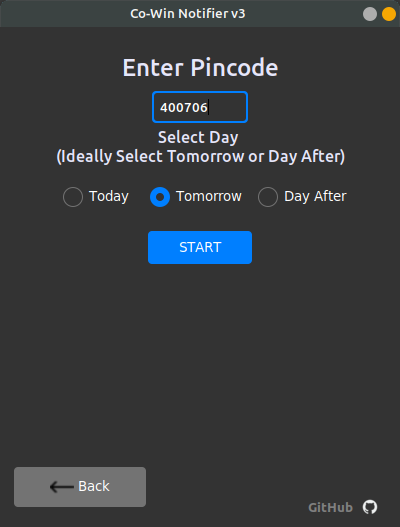 Co-Win Notifier v3
Enter Pincode
400706
Select Day
(Ideally Select Tomorrow or Day After)
Today Tomorrow Day After
START
Back
GitHub